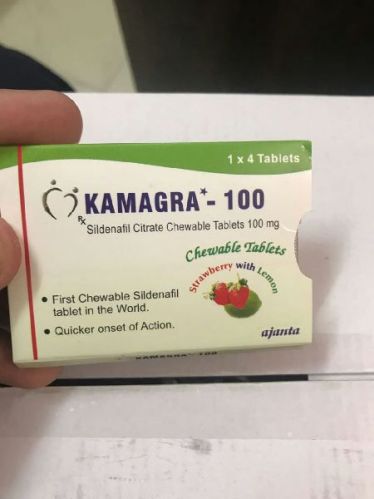 1 x 4 Tablets
KAMAGRA*- 100
Rx Sildenafil Citrate Chewable Tablets 100 mg
Chewable Tablets
Strawberry with Lemon
• First Chewable Sildenafil
tablet in the World.
• Quicker onset of Action.
ajanta